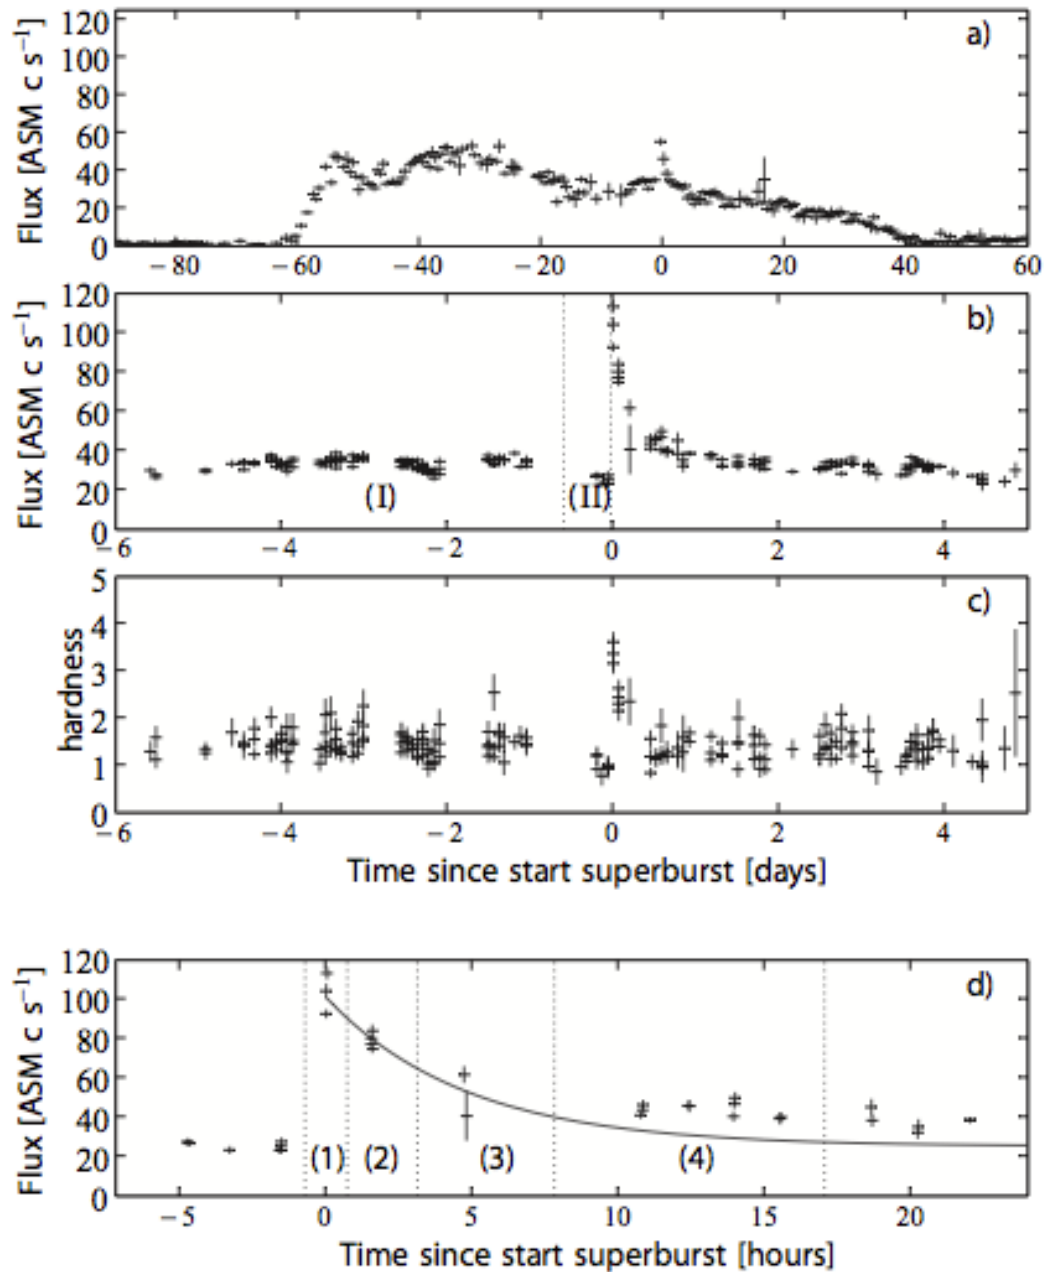 a)
Flux [ASM c s⁻¹]
120
100
80
60
40
20
0
−80 −60 −40 −20 0 20 40 60
b)
Flux [ASM c s⁻¹]
120
100
80
60
40
20
0
(I) (II)
−6 −4 −2 0 2 4
c)
hardness
5
4
3
2
1
0
−6 −4 −2 0 2 4
Time since start superburst [days]
d)
Flux [ASM c s⁻¹]
120
100
80
60
40
20
0
(1) (2) (3) (4)
−5 0 5 10 15 20
Time since start superburst [hours]